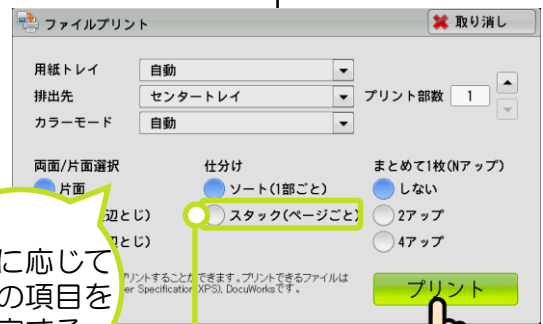 ファイルプリント
取り消し
用紙トレイ 自動
排出先 センタートレイ プリント部数 1
カラーモード 自動
両面/片面選択 仕分け まとめて1枚(Nアップ)
片面 ソート(1部ごと) しない
辺とじ) スタック(ページごと) 2アップ
辺とじ) 4アップ
に応じて
の項目を
プリントすることができます。プリントできるファイルは
er Specification XPS), DocuWorksです。
プリント